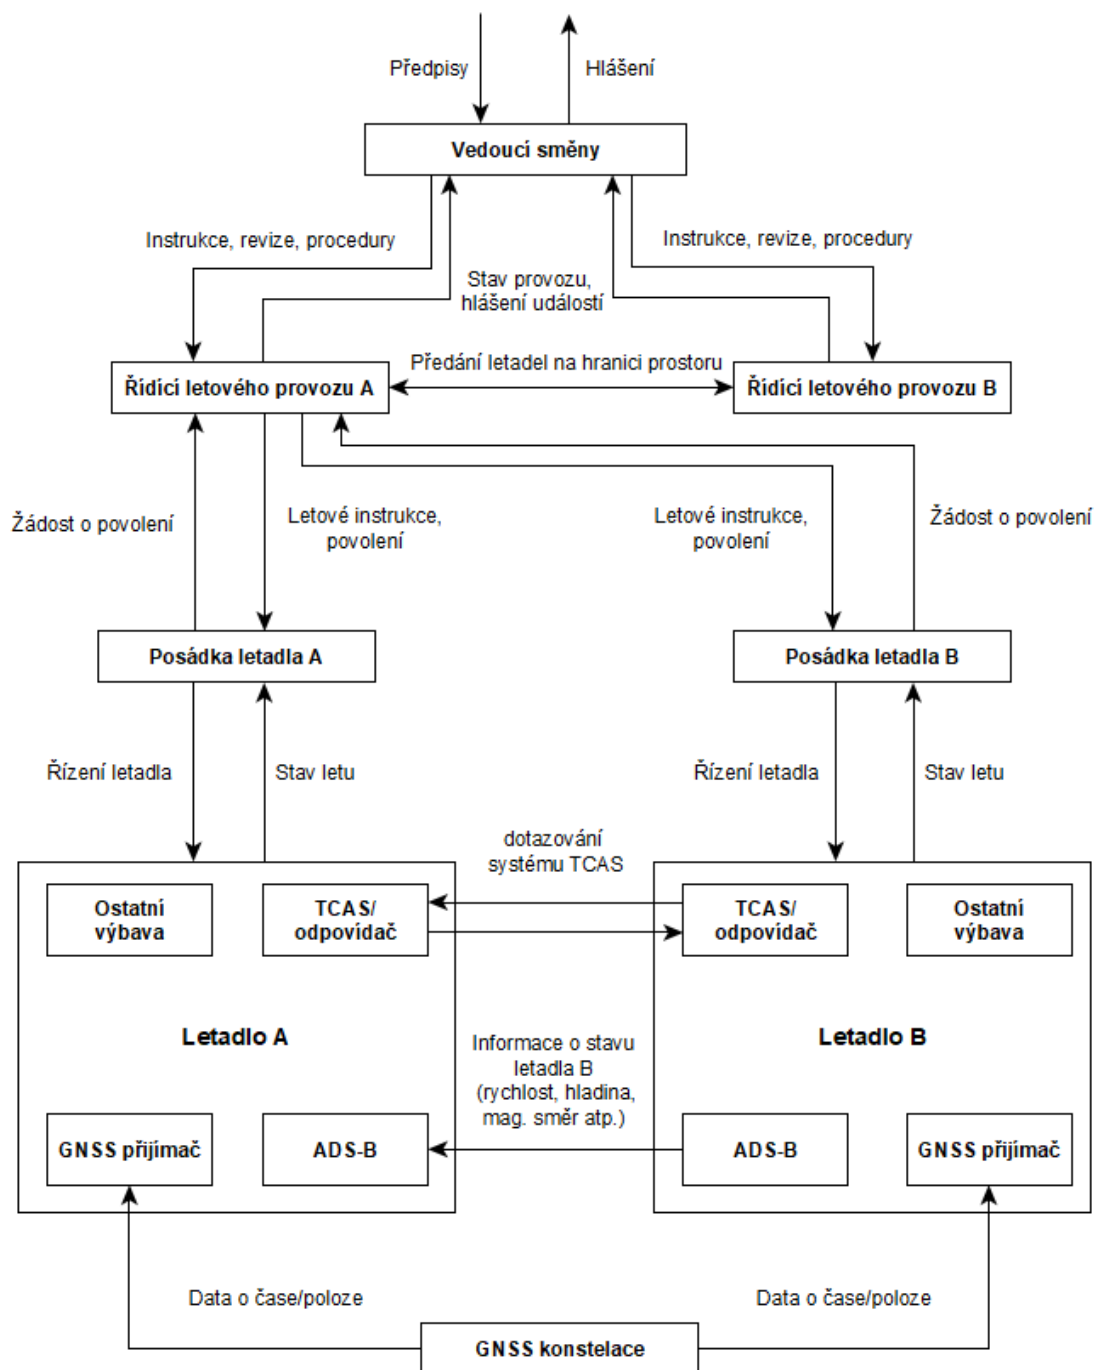 Předpisy
Hlášení
Vedoucí směny
Instrukce, revize, procedury
Instrukce, revize, procedury
Stav provozu,
hlášení událostí
Předání letadel na hranici prostoru
Řídící letového provozu A
Řídící letového provozu B
Žádost o povolení
Letové instrukce,
povolení
Letové instrukce,
povolení
Žádost o povolení
Posádka letadla A
Posádka letadla B
Řízení letadla
Stav letu
Řízení letadla
Stav letu
dotazování
systému TCAS
Ostatní
výbava
TCAS/
odpovídač
TCAS/
odpovídač
Ostatní
výbava
Letadlo A
Letadlo B
Informace o stavu
letadla B
(rychlost, hladina,
mag. směr atp.)
GNSS přijímač
ADS-B
ADS-B
GNSS přijímač
Data o čase/poloze
Data o čase/poloze
GNSS konstelace